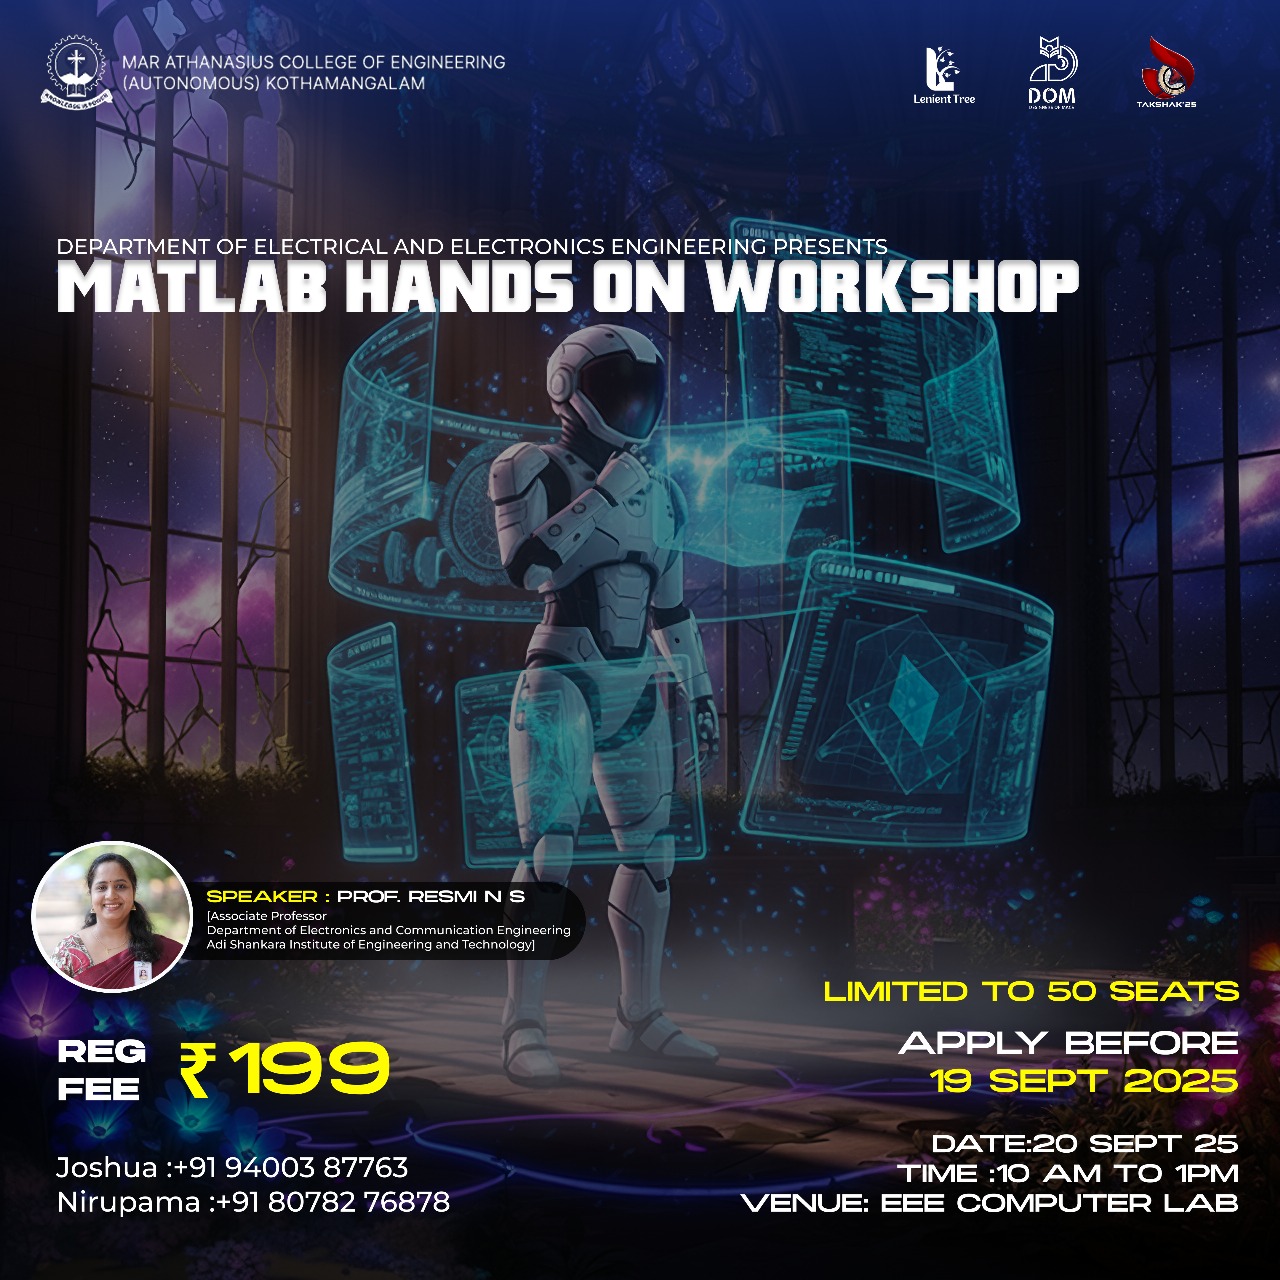 MAR ATHANASIUS COLLEGE OF ENGINEERING
(AUTONOMOUS) KOTHAMANGALAM
KNOWLEDGE IS POWER
Lenient Tree
DOM
TAKSHAK'25
DEPARTMENT OF ELECTRICAL AND ELECTRONICS ENGINEERING PRESENTS
MATLAB HANDS ON WORKSHOP
SPEAKER : PROF. RESMI N S
[Associate Professor
Department of Electronics and Communication Engineering
Adi Shankara Institute of Engineering and Technology]
LIMITED TO 50 SEATS
APPLY BEFORE
19 SEPT 2025
REG
FEE
₹199
Joshua :+91 94003 87763
Nirupama :+91 80782 76878
DATE:20 SEPT 25
TIME :10 AM TO 1PM
VENUE: EEE COMPUTER LAB